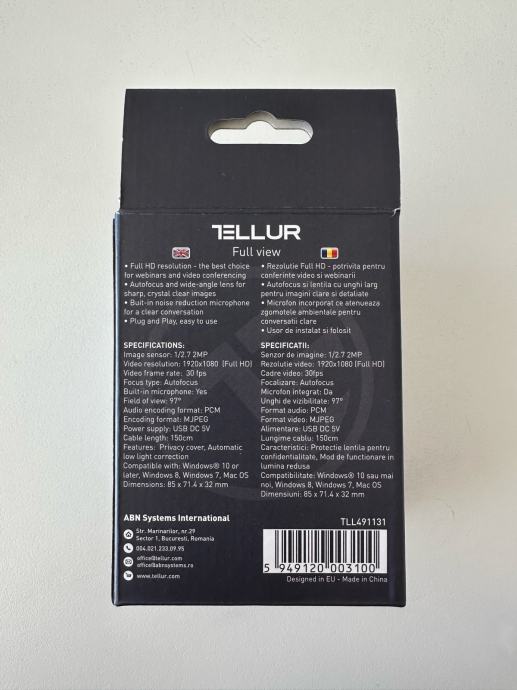 TELLUR
Full view
• Full HD resolution - the best choice
for webinars and video conferencing
• Autofocus and wide-angle lens for
sharp, crystal clear images
• Buit-in noise reduction microphone
for a clear conversation
• Plug and Play, easy to use
SPECIFICATIONS:
Image sensor: 1/2.7 2MP
Video resolution: 1920x1080 (Full HD)
Video frame rate: 30 fps
Focus type: Autofocus
Built-in microphone: Yes
Field of view: 97°
Audio encoding format: PCM
Encoding format: MJPEG
Power supply: USB DC 5V
Cable length: 150cm
Features: Privacy cover, Automatic
low light correction
Compatible with: Windows® 10 or
later, Windows 8, Windows 7, Mac OS
Dimensions: 85 x 71.4 x 32 mm
• Rezolutie Full HD - potrivita pentru
conferinte video si webinarii
• Autofocus si lentila cu unghi larg
pentru imagini clare si detaliate
• Microfon incorporat ce atenueaza
zgomotele ambientale pentru
conversatii clare
• Usor de instalat si folosit
SPECIFICATII:
Senzor de imagine: 1/2.7 2MP
Rezolutie video: 1920x1080 (Full HD)
Cadre video: 30fps
Focalizare: Autofocus
Microfon integrat: Da
Unghi de vizibilitate: 97°
Format audio: PCM
Format video: MJPEG
Alimentare: USB DC 5V
Lungime cablu: 150cm
Caracteristici: Protectie lentila pentru
confidentialitate, Mod de functionare in
lumina redusa
Compatibilitate: Windows® 10 sau mai
noi, Windows 8, Windows 7, Mac OS
Dimensiuni: 85 x 71.4 x 32 mm
ABN Systems International
Str. Marinarilor, nr.29
Sector 1, Bucuresti, Romania
004.021.233.09.95
office@tellur.com
office@abnsystems.ro
www.tellur.com
TLL491131
5 949120 003100
Designed in EU - Made in China